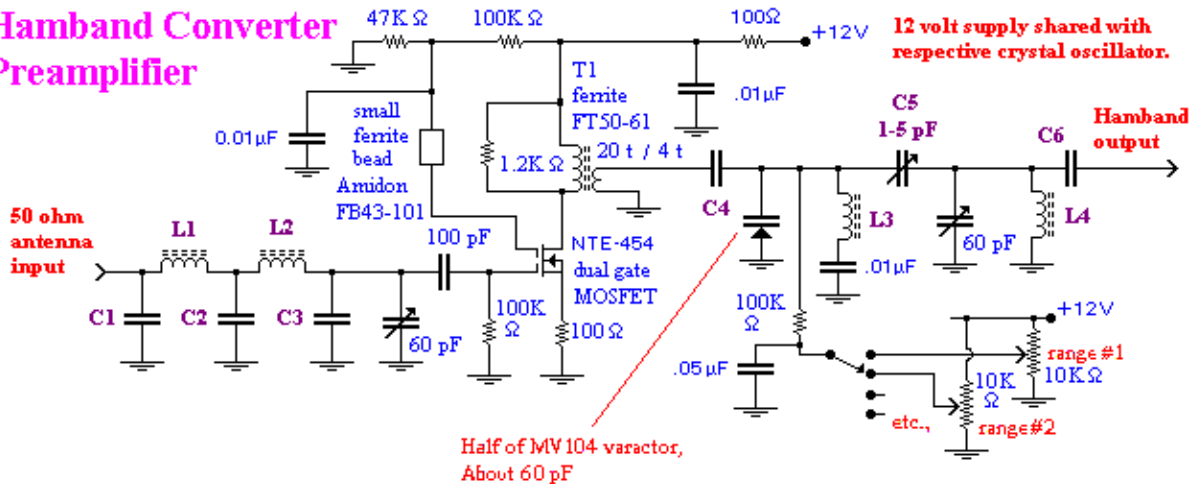 Hamband Converter
Preamplifier
47K Ω
100K Ω
100Ω
+12V
12 volt supply shared with
respective crystal oscillator.
0.01µF
small
ferrite
bead
Amidon
FB43-101
T1
ferrite
FT50-61
20 t / 4 t
1.2K Ω
.01µF
C5
1-5 pF
C6
Hamband
output
C4
L3
60 pF
L4
.01µF
50 ohm
antenna
input
L1
L2
100 pF
NTE-454
dual gate
MOSFET
C1
C2
C3
60 pF
100K
Ω
100Ω
100K
Ω
.05µF
+12V
range #1
10K Ω
10K
Ω
range#2
etc.,
Half of MV104 varactor,
About 60 pF